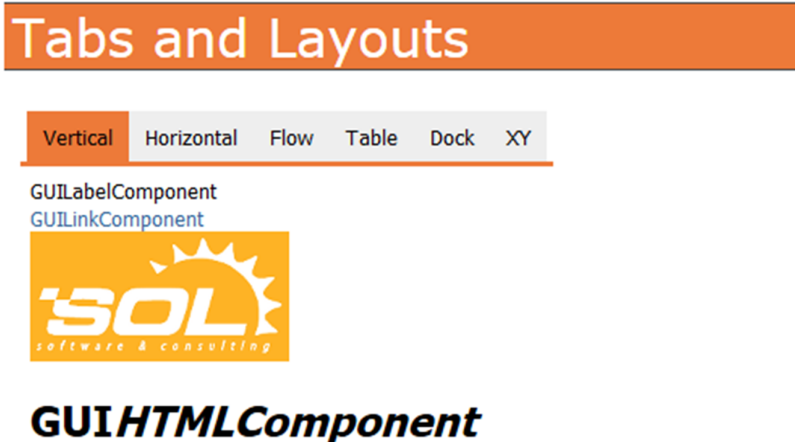 Tabs and Layouts
Vertical Horizontal Flow Table Dock XY
GUILabelComponent
GUILinkComponent
SOL
software & consulting
GUIHTMLComponent